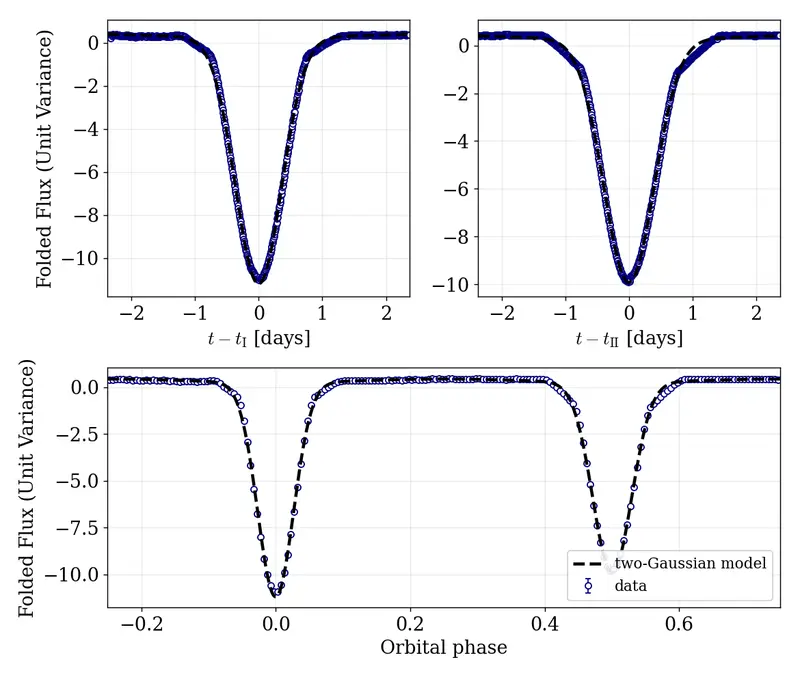 Folded Flux (Unit Variance)
0
−2
−4
−6
−8
−10
−2 −1 0 1 2
t − t_I [days]
0
−2
−4
−6
−8
−10
−2 −1 0 1 2
t − t_II [days]
Folded Flux (Unit Variance)
0.0
−2.5
−5.0
−7.5
−10.0
−0.2 0.0 0.2 0.4 0.6
Orbital phase
two-Gaussian model
data